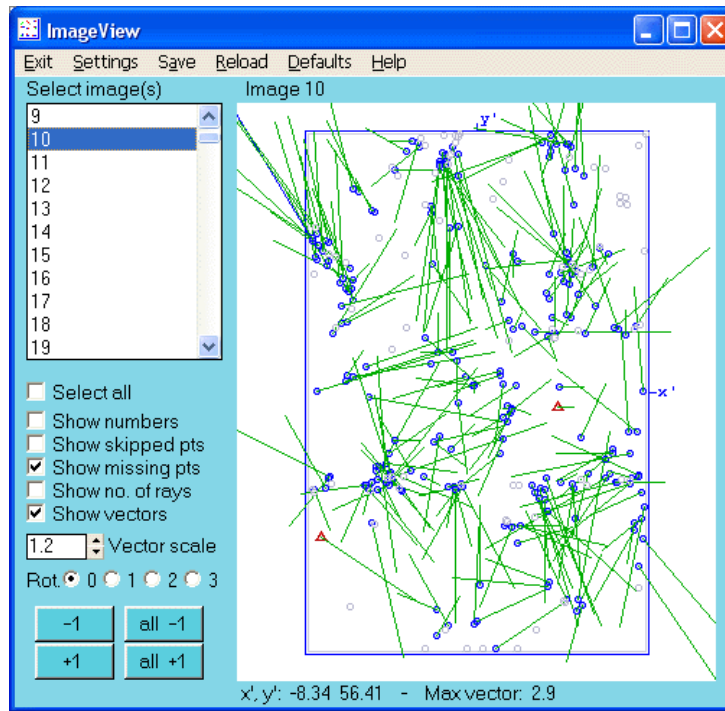 ImageView
Exit Settings Save Reload Defaults Help
Select image(s)
Image 10
9
10
11
12
13
14
15
16
17
18
19
y'
x'
Select all
Show numbers
Show skipped pts
Show missing pts
Show no. of rays
Show vectors
1.2 Vector scale
Rot. 0 1 2 3
-1 all -1
+1 all +1
x', y': -8.34 56.41 - Max vector: 2.9